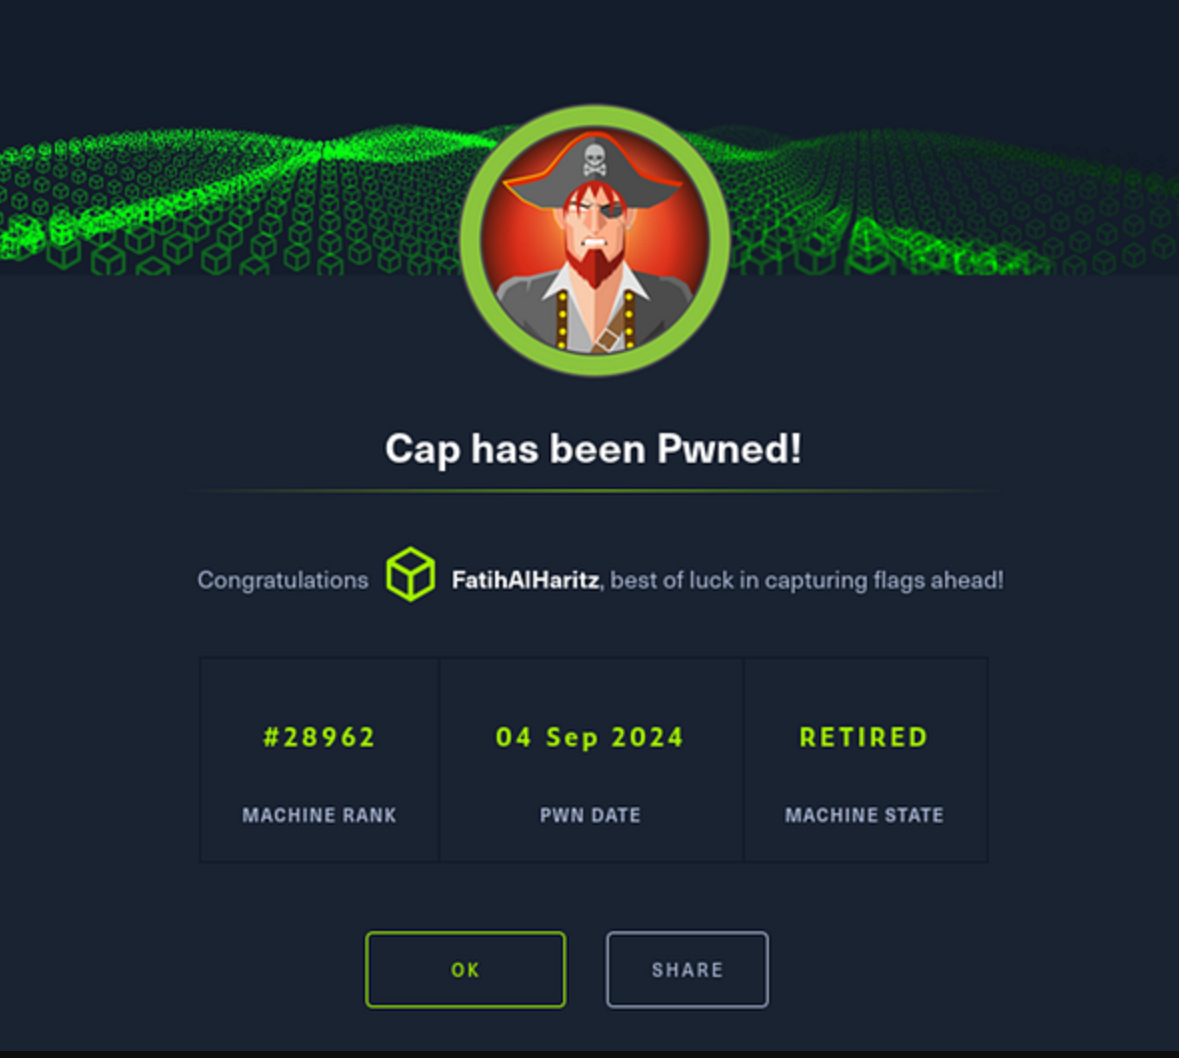 Cap has been Pwned!
Congratulations FatihAlHaritz, best of luck in capturing flags ahead!
#28962 04 Sep 2024 RETIRED
MACHINE RANK PWN DATE MACHINE STATE
OK SHARE